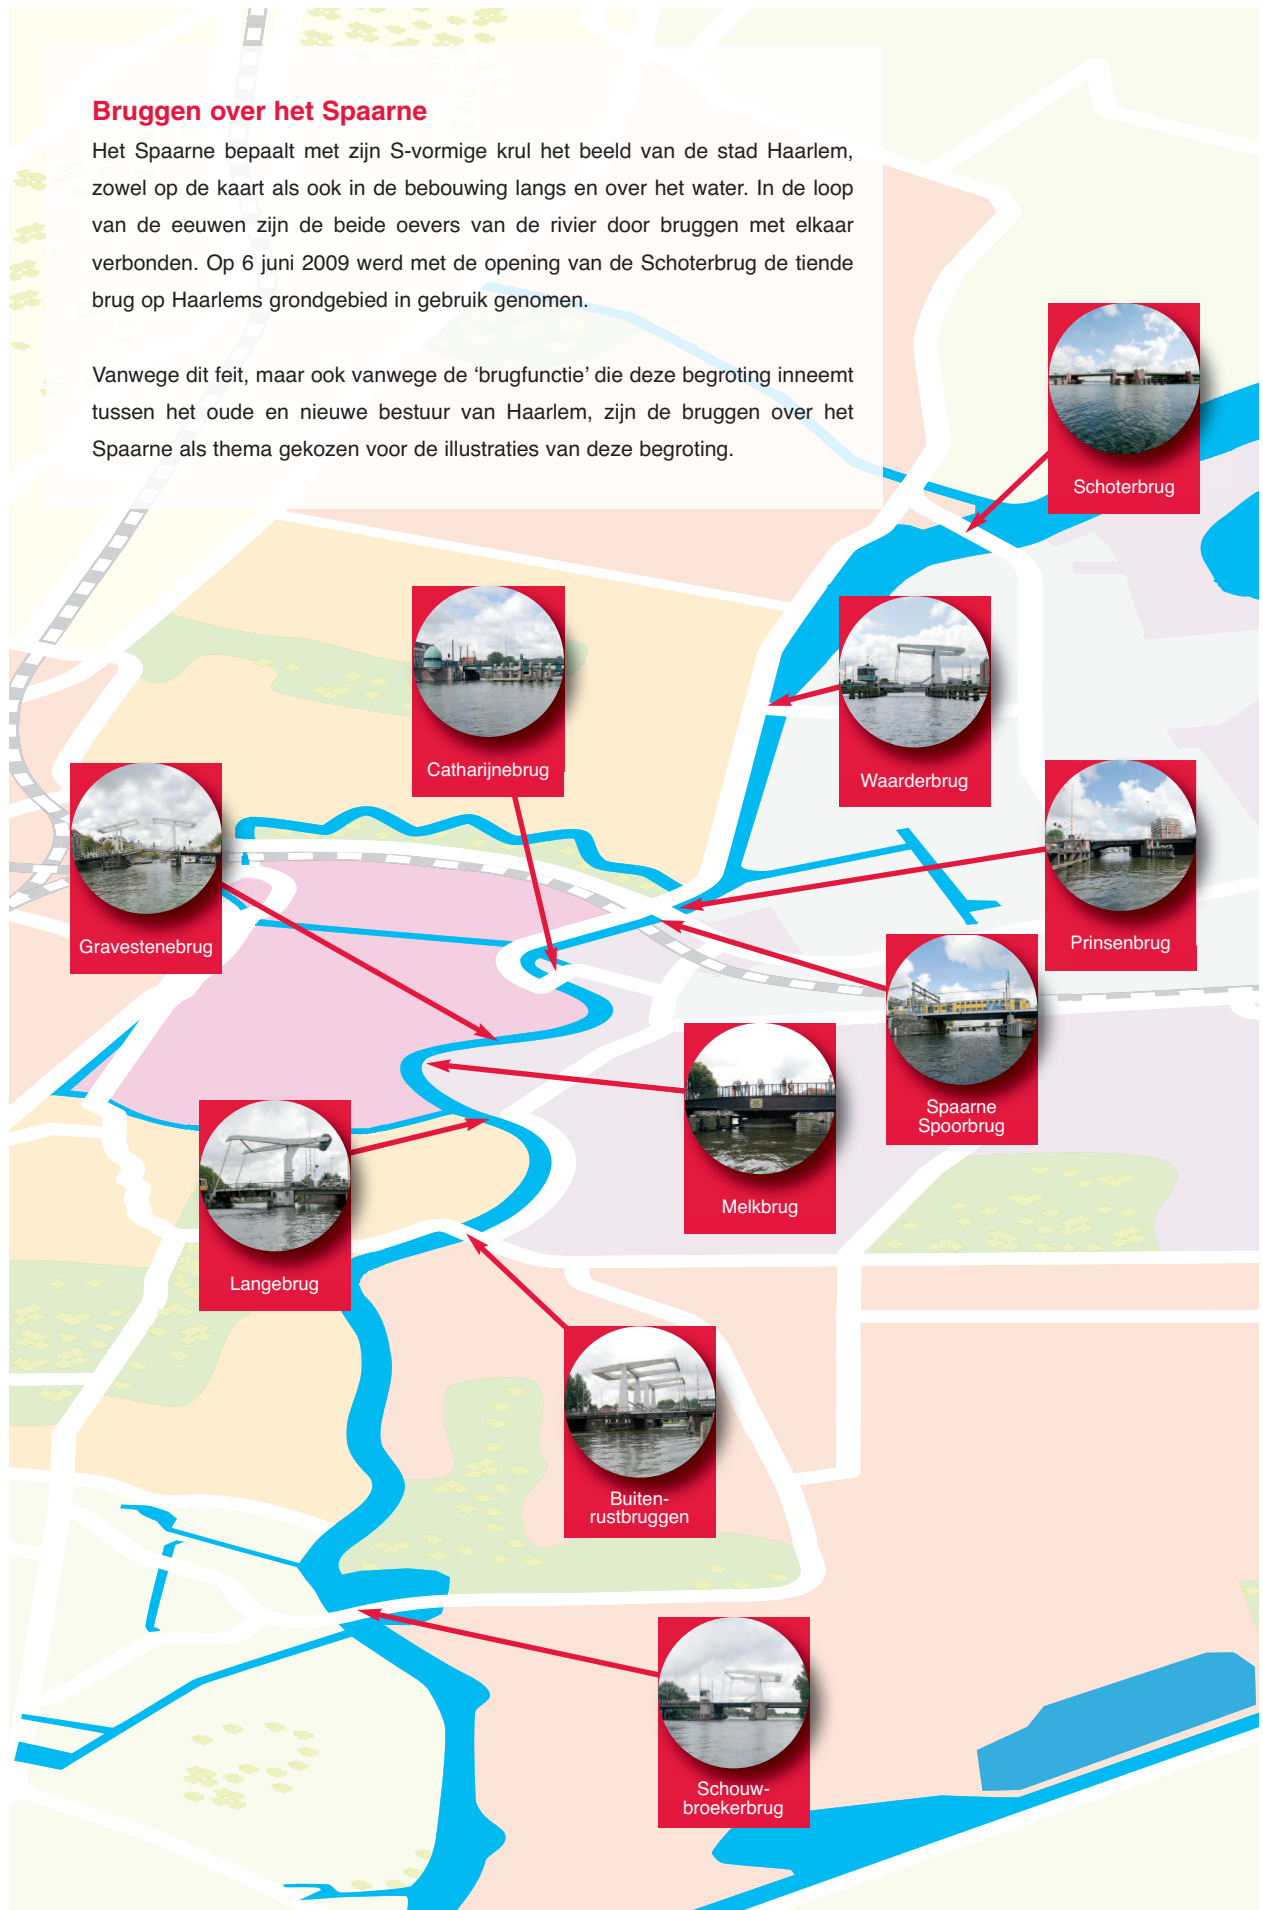 Bruggen over het Spaarne
Het Spaarne bepaalt met zijn S-vormige krul het beeld van de stad Haarlem,
zowel op de kaart als ook in de bebouwing langs en over het water. In de loop
van de eeuwen zijn de beide oevers van de rivier door bruggen met elkaar
verbonden. Op 6 juni 2009 werd met de opening van de Schoterbrug de tiende
brug op Haarlems grondgebied in gebruik genomen.
Vanwege dit feit, maar ook vanwege de ‘brugfunctie’ die deze begroting inneemt
tussen het oude en nieuwe bestuur van Haarlem, zijn de bruggen over het
Spaarne als thema gekozen voor de illustraties van deze begroting.
Schoterbrug
Catharijnebrug
Waarderbrug
Gravestenebrug
Prinsenbrug
Spaarne
Spoorbrug
Melkbrug
Langebrug
Buiten-
rustbruggen
Schouw-
broekerbrug